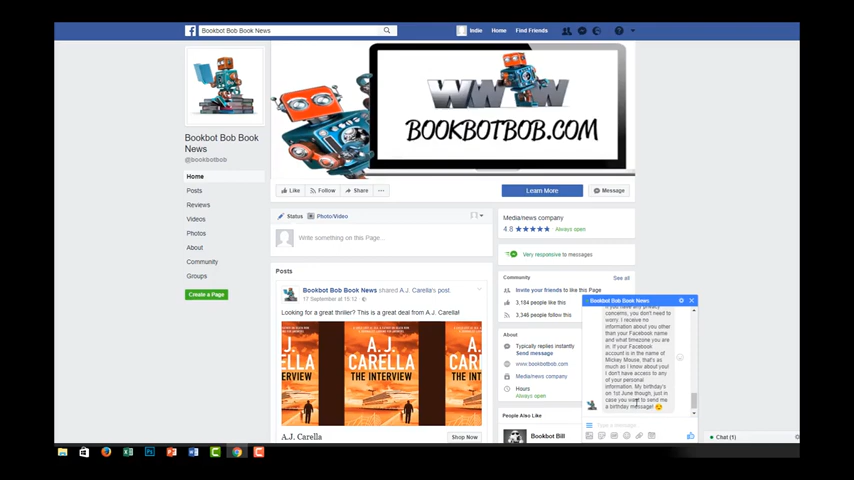 Bookbot Bob Book News
Indie Home Find Friends
WWW
BOOKBOTBOB.COM
Bookbot Bob Book
News
@bookbotbob
Home
Posts
Reviews
Videos
Photos
About
Community
Groups
Create a Page
Like Follow Share ...
Learn More
Message
Status Photo/Video
Write something on this Page...
Posts
Bookbot Bob Book News shared A.J. Carella's post.
17 September at 15:12
Looking for a great thriller? This is a great deal from A.J. Carella!
A.J.
CARELLA
THE INTERVIEW
A.J. Carella
Shop Now
Media/news company
4.8 Always open
Very responsive to messages
Community See all
Invite your friends to like this Page
3,184 people like this
3,346 people follow this
About
Typically replies instantly
Send message
www.bookbotbob.com
Media/news company
Hours
Always open
People Also Like
Bookbot Bill
Bookbot Bob Book News
concerns, you don't need to
worry. I receive no
information about you other
than your Facebook name
and what timezone you are
in. If your Facebook
account is in the name of
Mickey Mouse, that's as
much as I know about you!
I don't have access to any
of your personal
information. My birthday's
on 1st June though, just in
case you want to send me
a birthday message!
Type a message...
Chat (1)